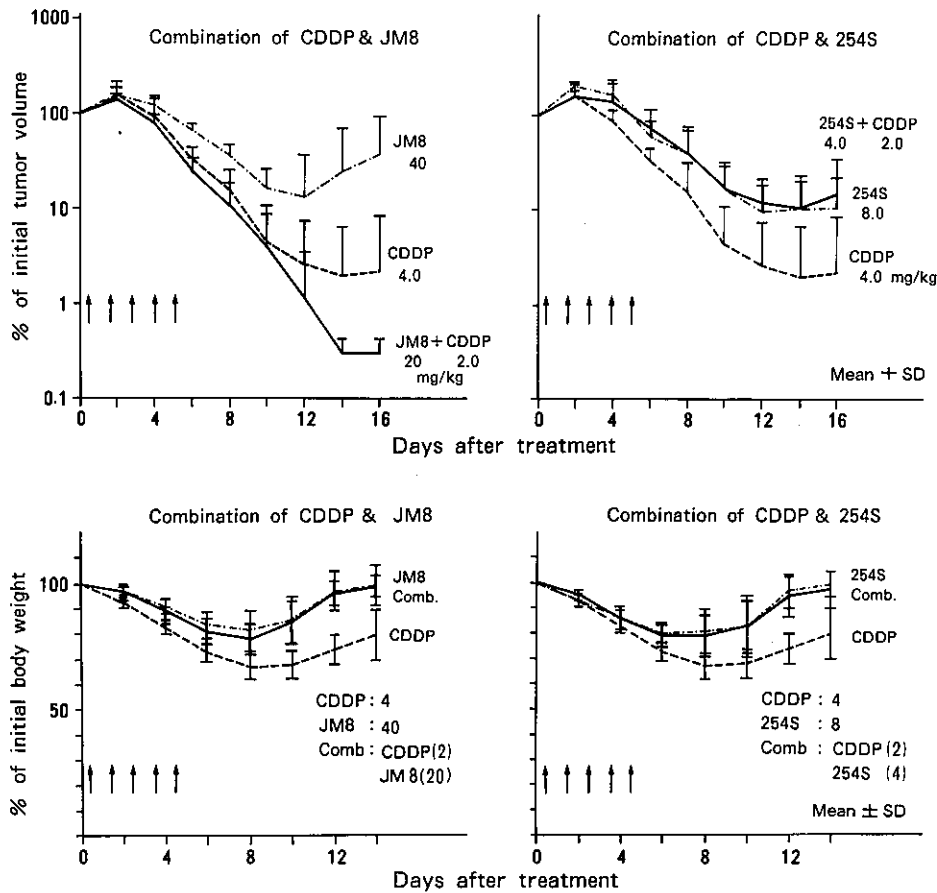 Combination of CDDP & JM8
1000
100
10
1
0.1
% of initial tumor volume
JM8
40
CDDP
4.0
JM8+CDDP
20 2.0
mg/kg
0 4 8 12 16
Combination of CDDP & 254S
254S+CDDP
4.0 2.0
254S
8.0
CDDP
4.0 mg/kg
Mean + SD
0 4 8 12 16
Days after treatment
Combination of CDDP & JM8
% of initial body weight
100
50
0
JM8
Comb.
CDDP
CDDP : 4
JM8 : 40
Comb : CDDP(2)
JM8(20)
0 4 8 12
Combination of CDDP & 254S
254S
Comb.
CDDP
CDDP : 4
254S : 8
Comb : CDDP (2)
254S (4)
Mean ± SD
0 4 8 12
Days after treatment